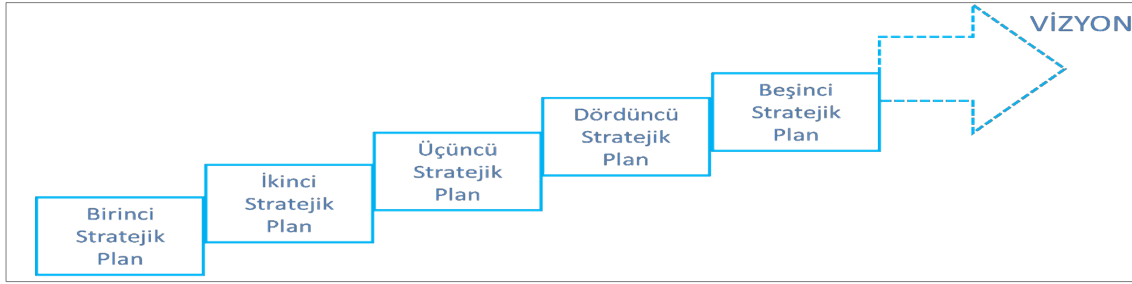 VİZYON
Beşinci
Stratejik
Plan
Dördüncü
Stratejik
Plan
Üçüncü
Stratejik
Plan
İkinci
Stratejik
Plan
Birinci
Stratejik
Plan